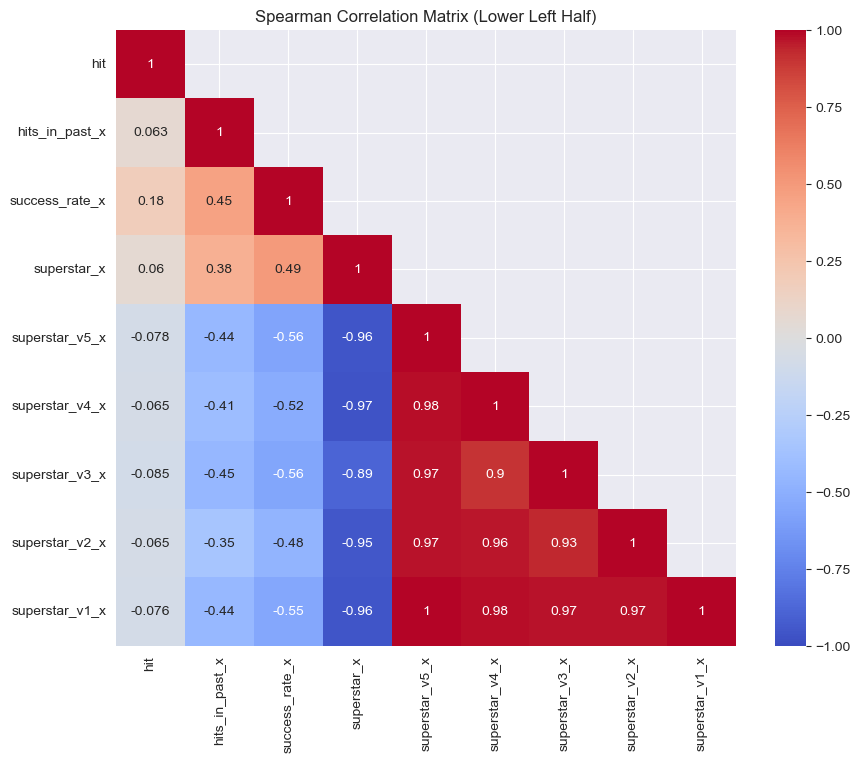 Spearman Correlation Matrix (Lower Left Half)
hit 1
hits_in_past_x 0.063 1
success_rate_x 0.18 0.45 1
superstar_x 0.06 0.38 0.49 1
superstar_v5_x -0.078 -0.44 -0.56 -0.96 1
superstar_v4_x -0.065 -0.41 -0.52 -0.97 0.98 1
superstar_v3_x -0.085 -0.45 -0.56 -0.89 0.97 0.9 1
superstar_v2_x -0.065 -0.35 -0.48 -0.95 0.97 0.96 0.93 1
superstar_v1_x -0.076 -0.44 -0.55 -0.96 1 0.98 0.97 0.97 1
hit
hits_in_past_x
success_rate_x
superstar_x
superstar_v5_x
superstar_v4_x
superstar_v3_x
superstar_v2_x
superstar_v1_x
1.00
0.75
0.50
0.25
0.00
−0.25
−0.50
−0.75
−1.00